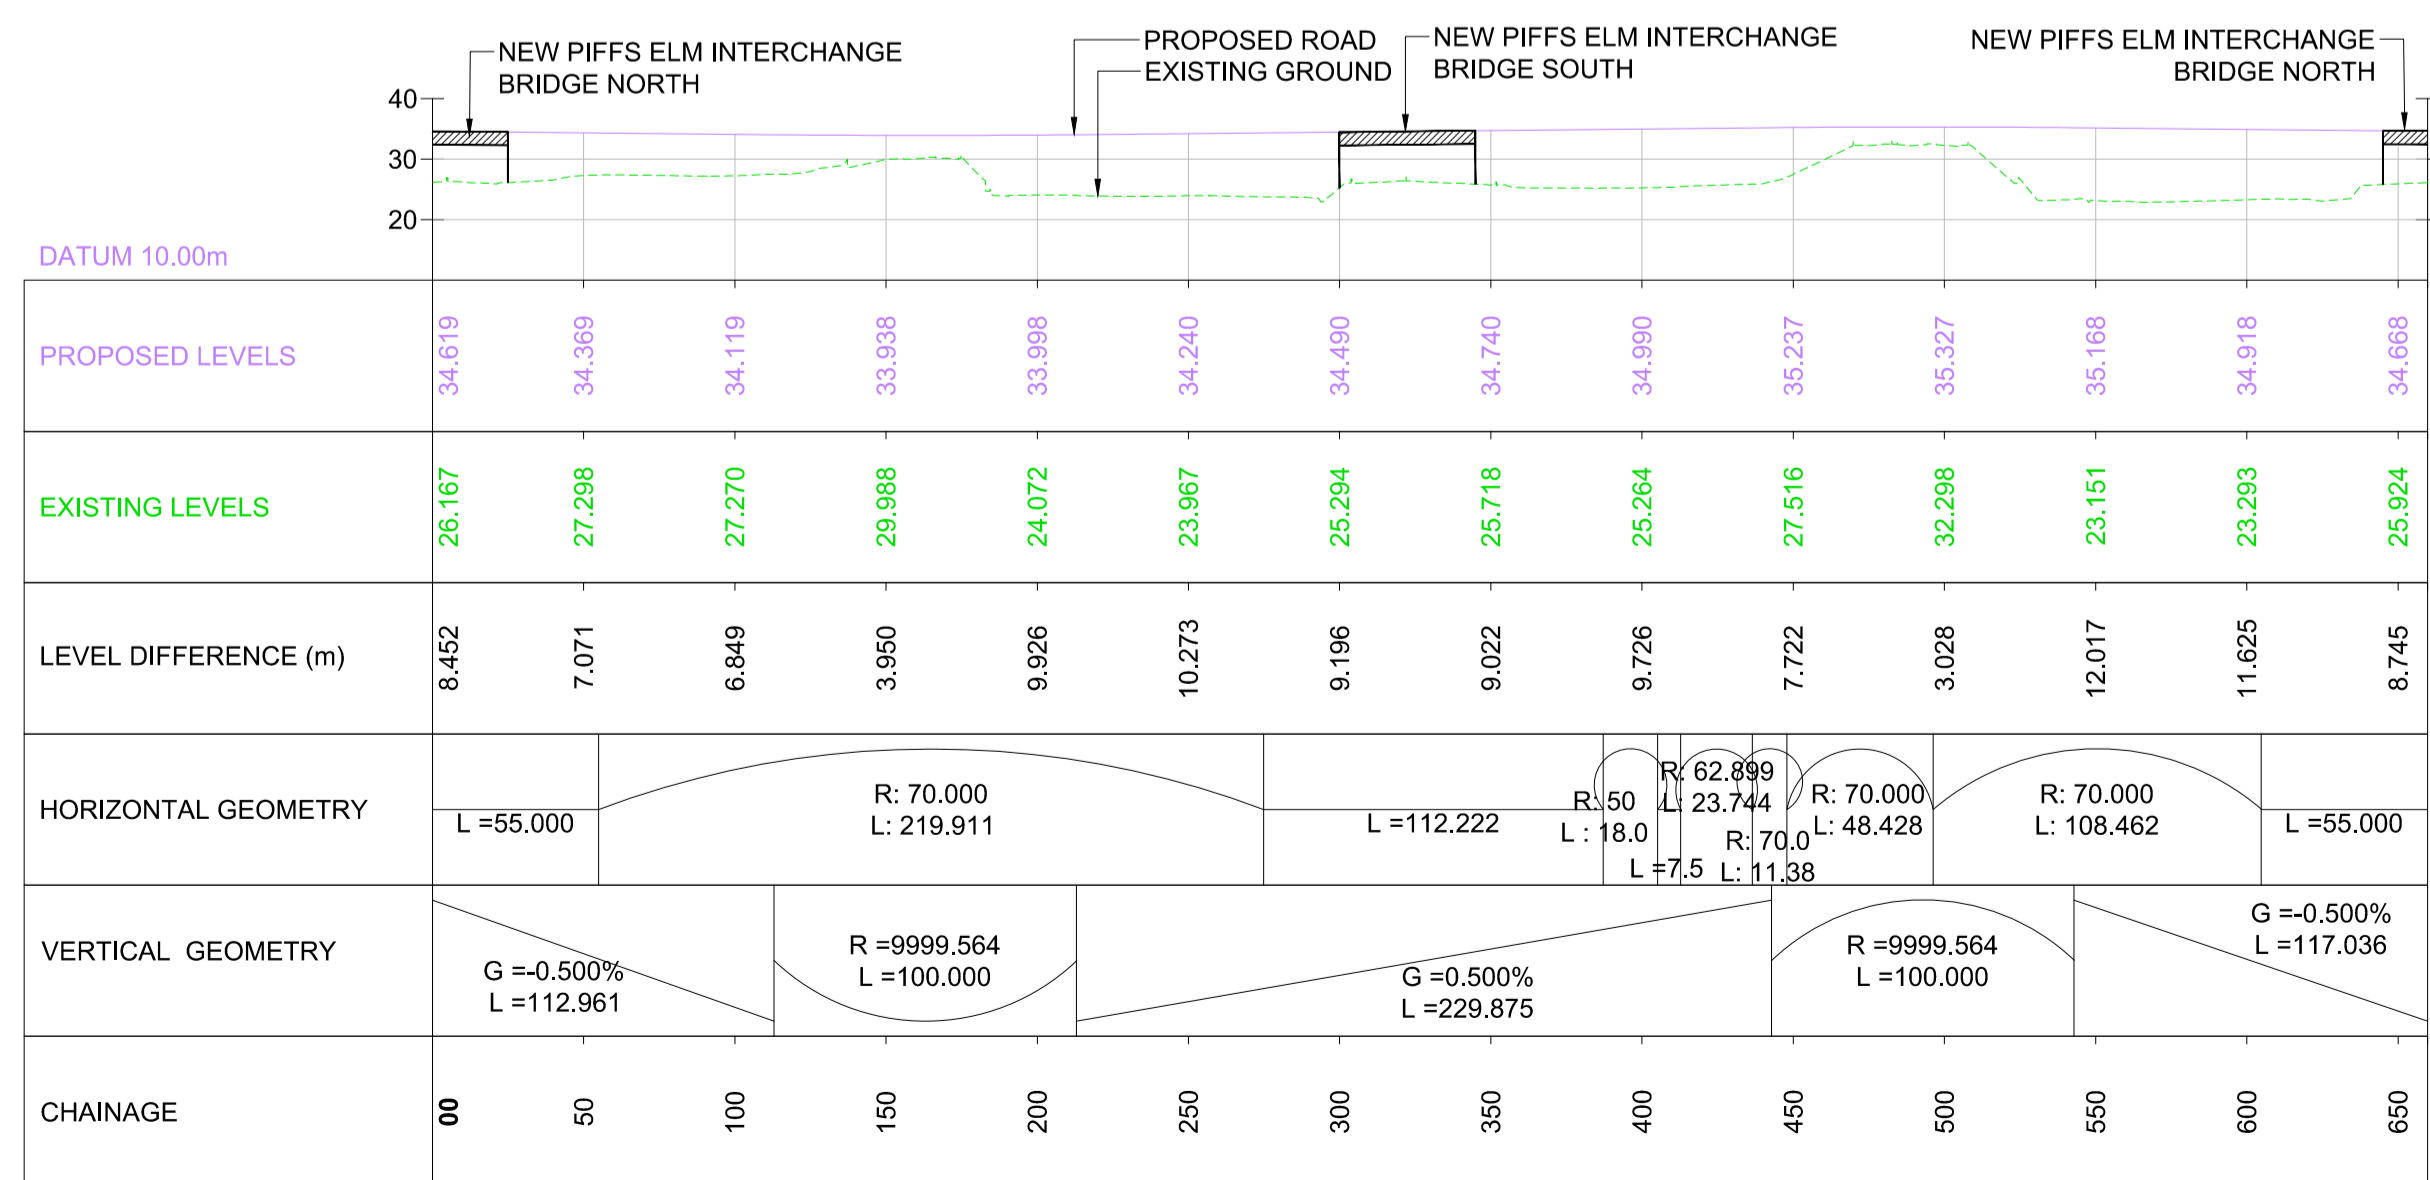 NEW PIFFS ELM INTERCHANGE
BRIDGE NORTH
PROPOSED ROAD
EXISTING GROUND
NEW PIFFS ELM INTERCHANGE
BRIDGE SOUTH
NEW PIFFS ELM INTERCHANGE
BRIDGE NORTH
40
30
20
DATUM 10.00m
PROPOSED LEVELS 34.619 34.369 34.119 33.938 33.998 34.240 34.490 34.740 34.990 35.237 35.327 35.168 34.918 34.668
EXISTING LEVELS 26.167 27.298 27.270 29.988 24.072 23.967 25.294 25.718 25.264 27.516 32.298 23.151 23.293 25.924
LEVEL DIFFERENCE (m) 8.452 7.071 6.849 3.950 9.926 10.273 9.196 9.022 9.726 7.722 3.028 12.017 11.625 8.745
HORIZONTAL GEOMETRY
L =55.000
R: 70.000
L: 219.911
L =112.222
R: 50
L : 18.0
L =7.5
R: 62.899
L: 23.744
R: 70.0
L: 11.38
R: 70.000
L: 48.428
R: 70.000
L: 108.462
L =55.000
VERTICAL GEOMETRY
G =-0.500%
L =112.961
R =9999.564
L =100.000
G =0.500%
L =229.875
R =9999.564
L =100.000
G =-0.500%
L =117.036
CHAINAGE 00 50 100 150 200 250 300 350 400 450 500 550 600 650